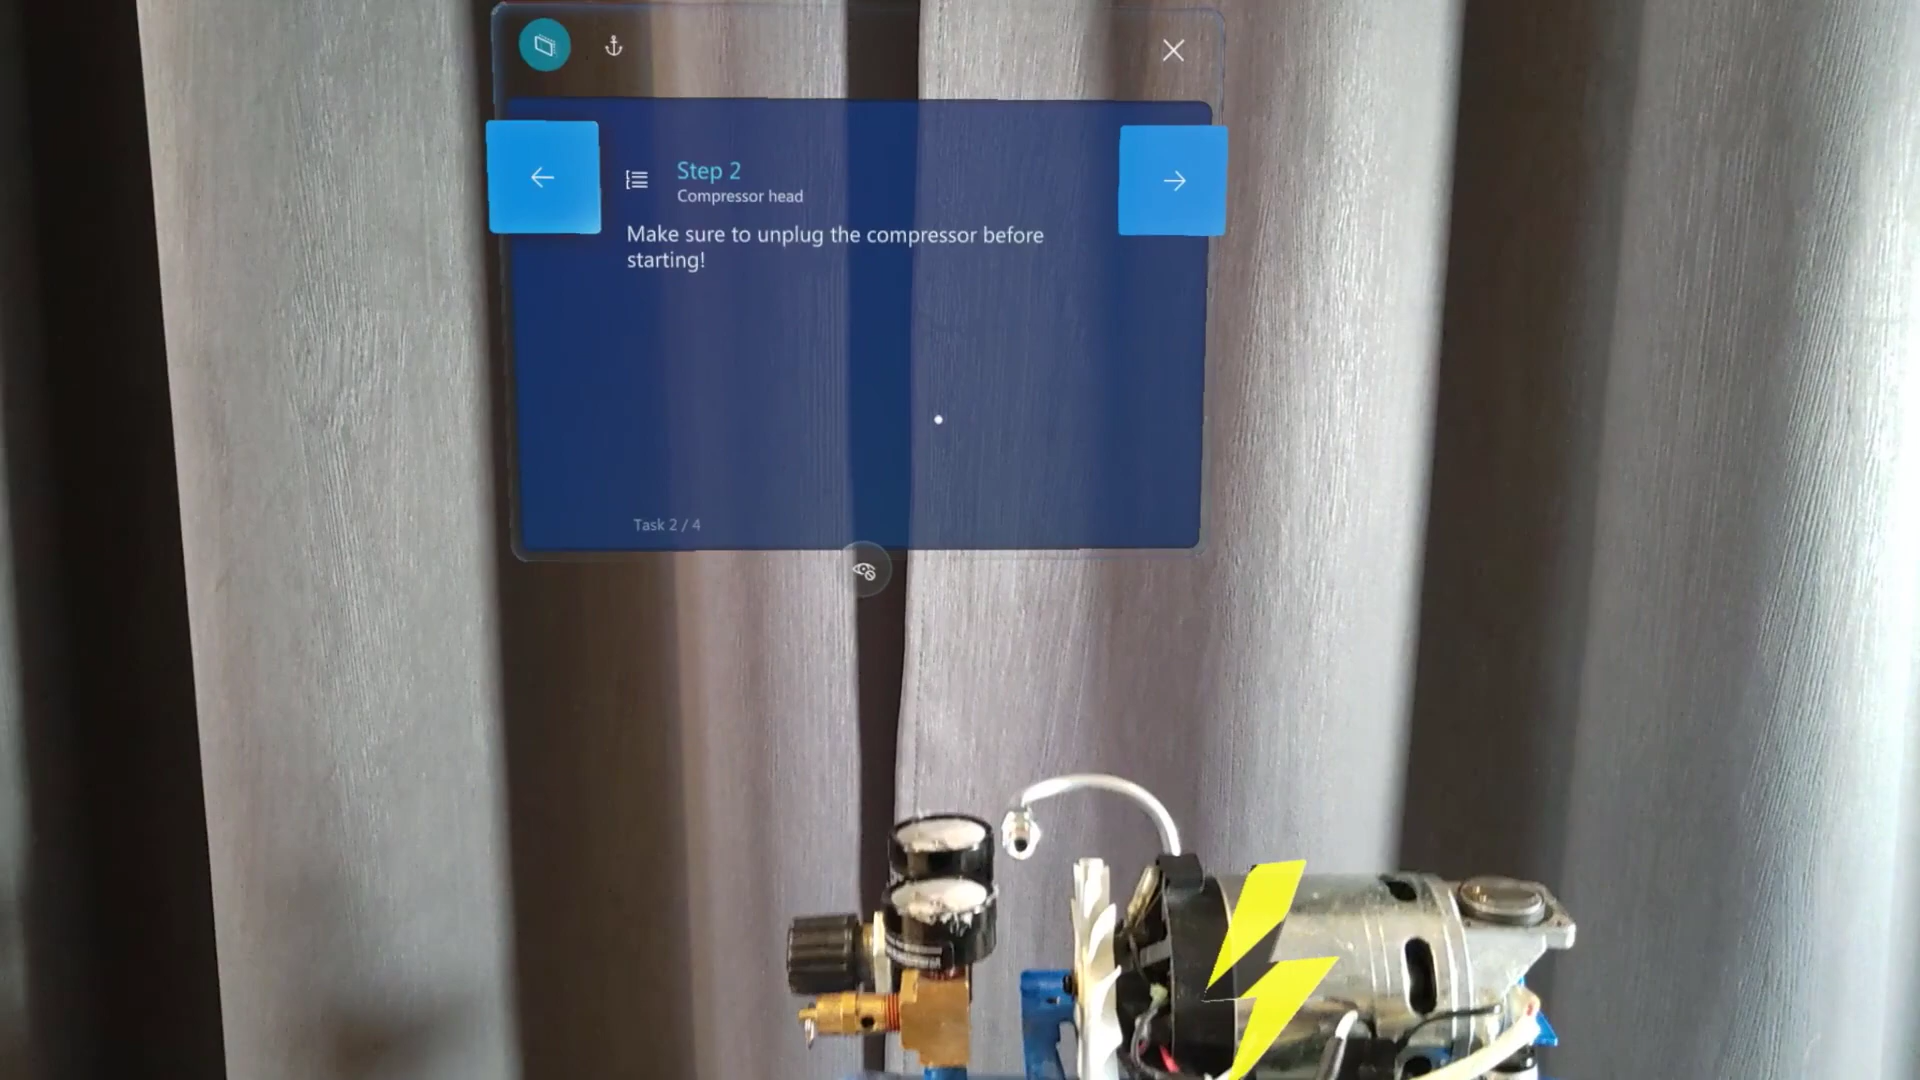 Step 2
Compressor head
Make sure to unplug the compressor before
starting!
Task 2 / 4